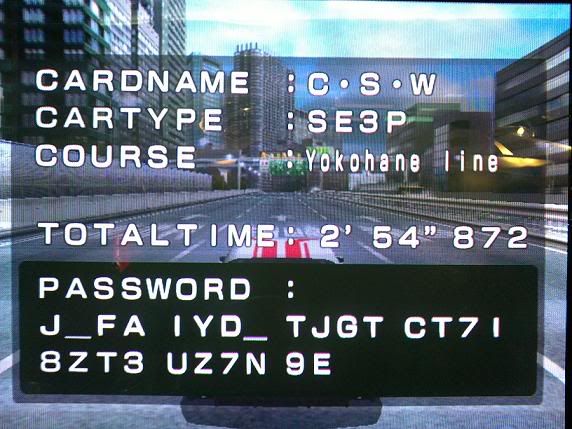 CARDNAME : C・S・W
CARTYPE : SE3P
COURSE : Yokohane line
TOTALTIME: 2' 54" 872
PASSWORD :
J_FA IYD_ TJGT CT7I
8ZT3 UZ7N 9E